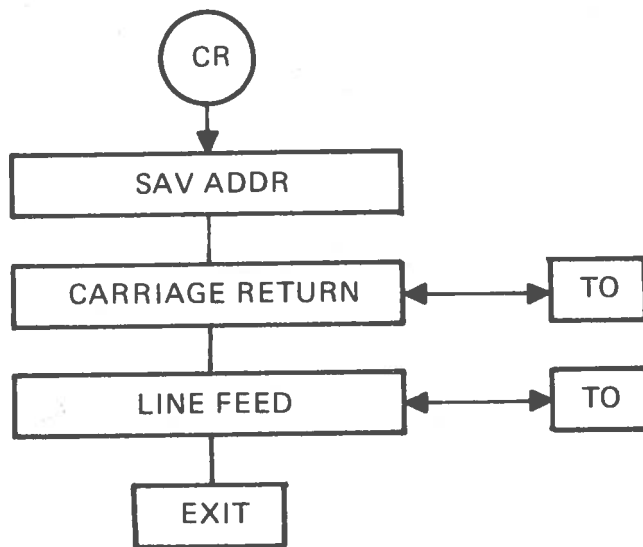 CR
SAV ADDR
CARRIAGE RETURN
TO
LINE FEED
TO
EXIT